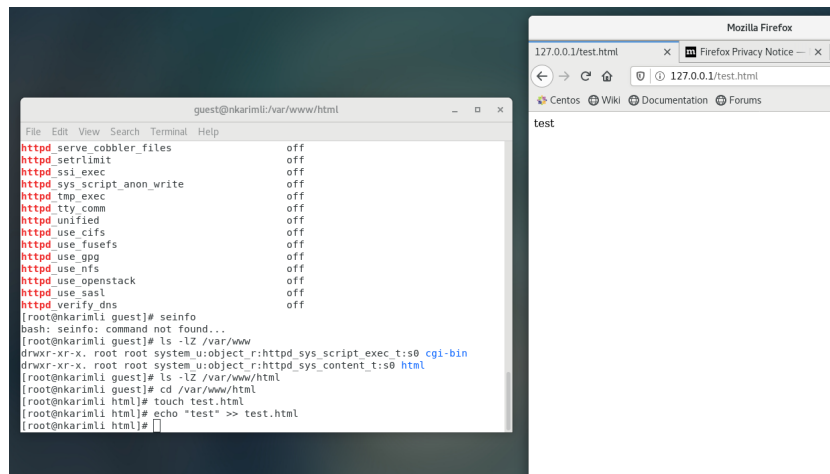 guest@nkarimli:/var/www/html
File Edit View Search Terminal Help
httpd_serve_cobbler_files off
httpd_setrlimit off
httpd_ssi_exec off
httpd_sys_script_anon_write off
httpd_tmp_exec off
httpd_tty_comm off
httpd_unified off
httpd_use_cifs off
httpd_use_fusefs off
httpd_use_gpg off
httpd_use_nfs off
httpd_use_openstack off
httpd_use_sasl off
httpd_verify_dns off
[root@nkarimli guest]# seinfo
bash: seinfo: command not found...
[root@nkarimli guest]# ls -lZ /var/www
drwxr-xr-x. root root system_u:object_r:httpd_sys_script_exec_t:s0 cgi-bin
drwxr-xr-x. root root system_u:object_r:httpd_sys_content_t:s0 html
[root@nkarimli guest]# ls -lZ /var/www/html
[root@nkarimli guest]# cd /var/www/html
[root@nkarimli html]# touch test.html
[root@nkarimli html]# echo "test" >> test.html
[root@nkarimli html]#
Mozilla Firefox
127.0.0.1/test.html × m Firefox Privacy Notice — ×
127.0.0.1/test.html
Centos Wiki Documentation Forums
test